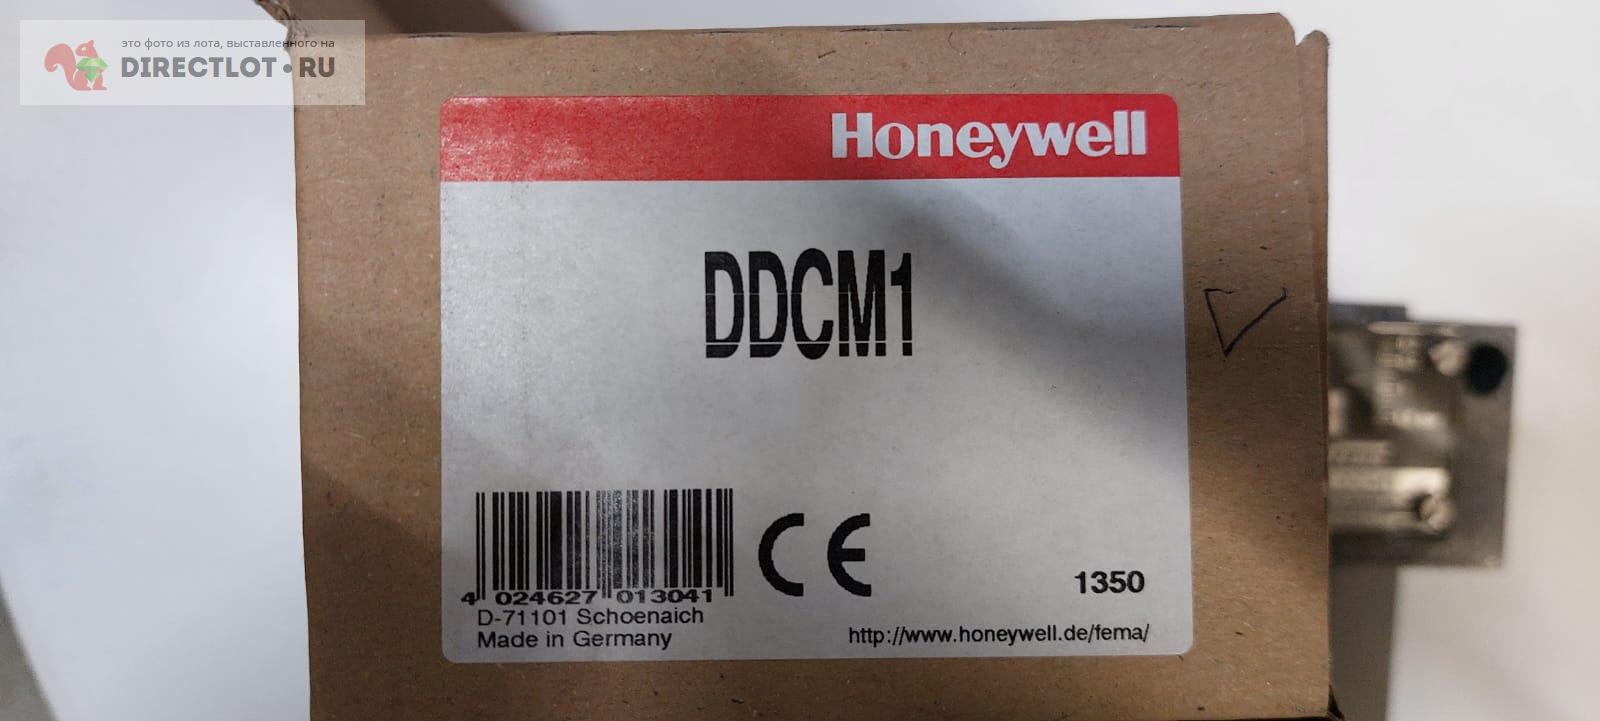 это фото из лота, выставленного на
DIRECTLOT.RU
Honeywell
DDCM1
4 024627 013041
CE
D-71101 Schoenaich
Made in Germany
1350
http://www.honeywell.de/fema/